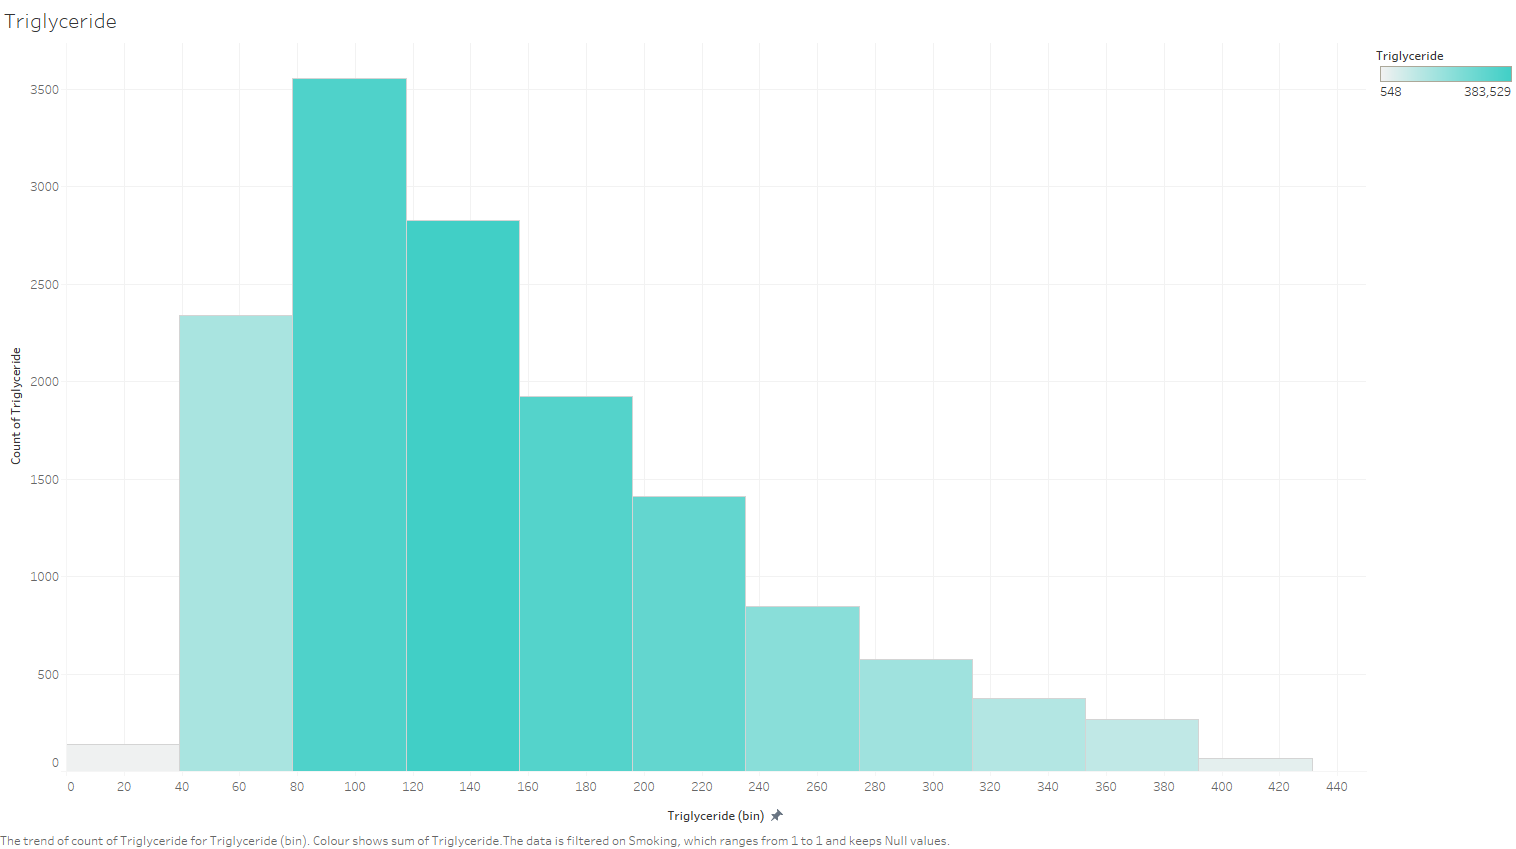 Triglyceride
Triglyceride
548 383,529
3500
3000
2500
2000
1500
1000
500
0
Count of Triglyceride
0 20 40 60 80 100 120 140 160 180 200 220 240 260 280 300 320 340 360 380 400 420 440
Triglyceride (bin)
The trend of count of Triglyceride for Triglyceride (bin). Colour shows sum of Triglyceride.The data is filtered on Smoking, which ranges from 1 to 1 and keeps Null values.